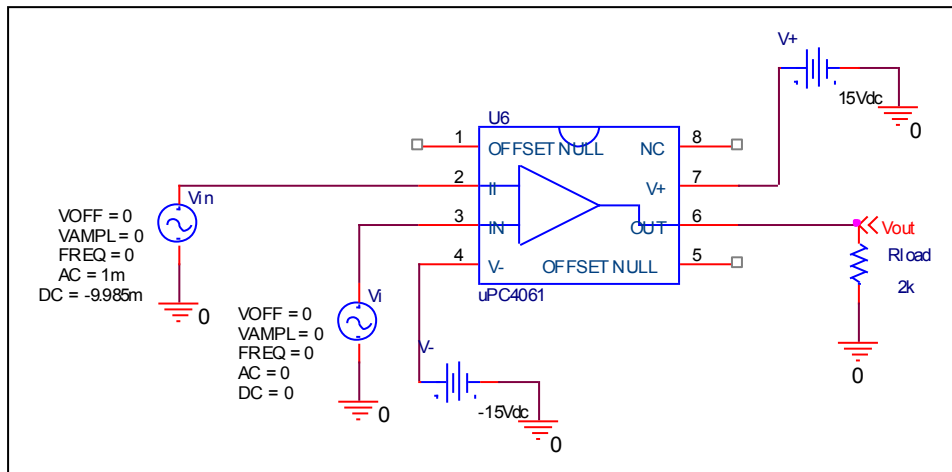 V+
15Vdc
0
U6
1
OFFSET NULL
NC
8
2
II
V+
7
3
IN
OUT
6
4
V-
OFFSET NULL
5
uPC4061
Vin
VOFF = 0
VAMPL = 0
FREQ = 0
AC = 1m
DC = -9.985m
0
Vi
VOFF = 0
VAMPL = 0
FREQ = 0
AC = 0
DC = 0
0
V-
-15Vdc
0
Vout
Rload
2k
0